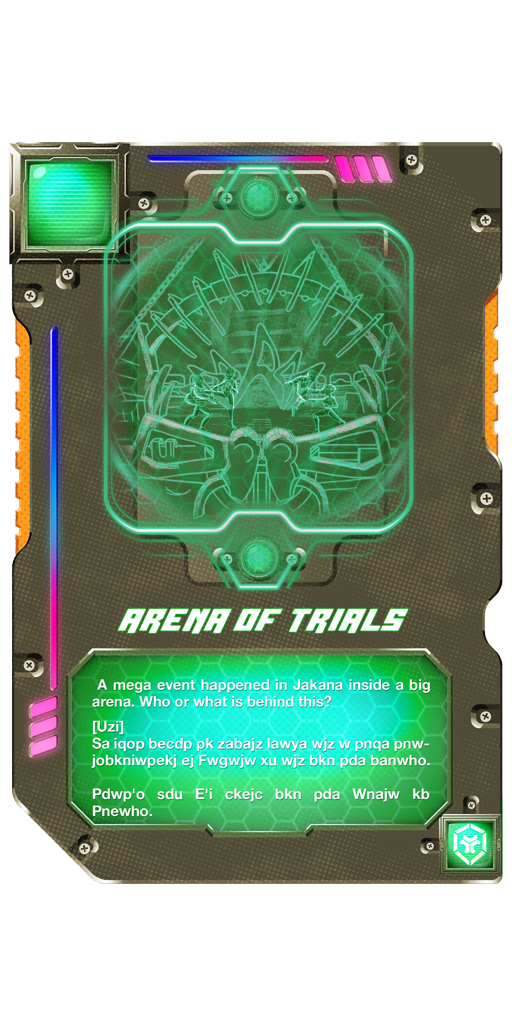 ARENA OF TRIALS
A mega event happened in Jakana inside a big
arena. Who or what is behind this?
[Uzi]
Sa iqop becdp pk zabajz lawya wjz w pnqa pnw-
jobkniwpekj ej Fwgwjw xu wjz bkn pda banwho.
Pdwp'o sdu E'i ckejc bkn pda Wnajw kb
Pnewho.